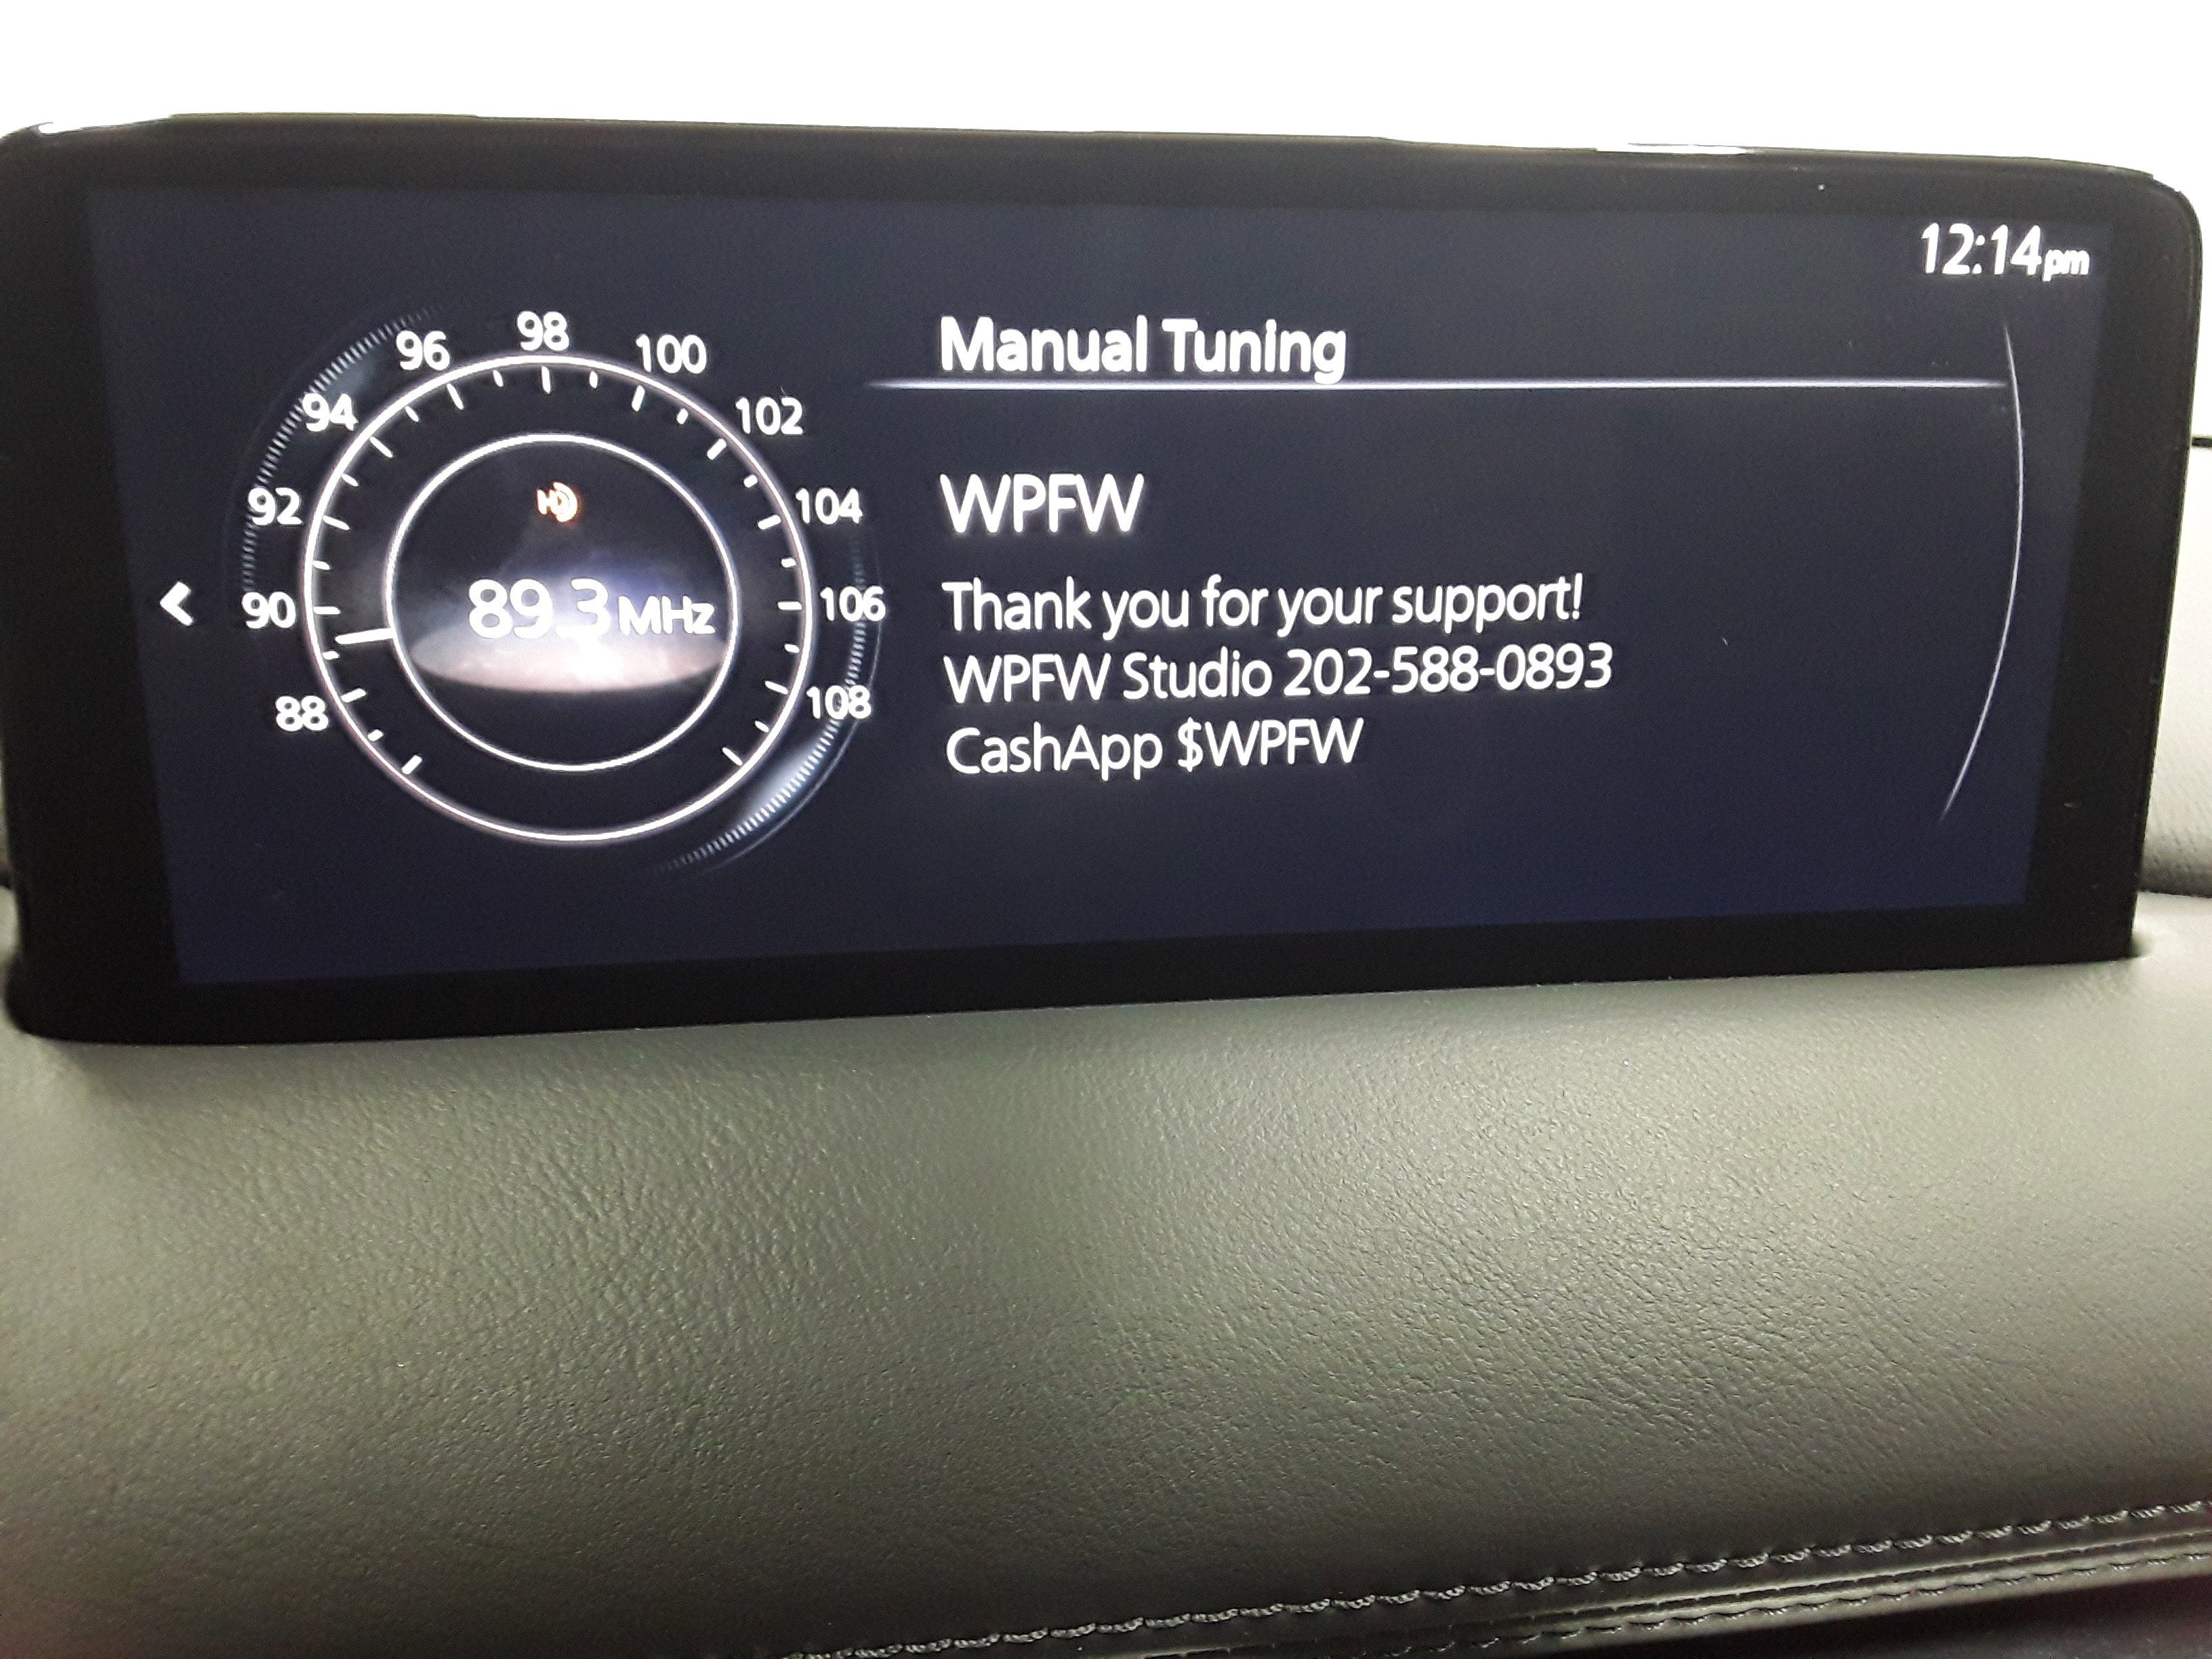 12:14pm
Manual Tuning
96 98 100
94 102
92 104
90 106
88 108
HD
89.3 MHz
WPFW
Thank you for your support!
WPFW Studio 202-588-0893
CashApp $WPFW